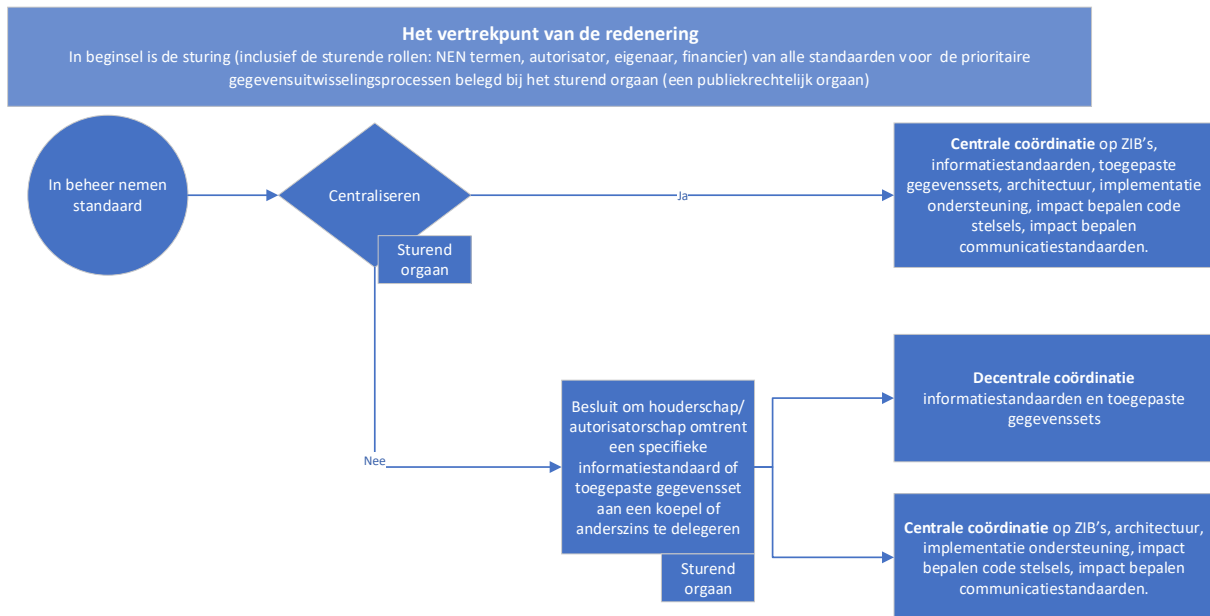 Het vertrekpunt van de redenering
In beginsel is de sturing (inclusief de sturende rollen: NEN termen, autorisator, eigenaar, financier) van alle standaarden voor de prioritaire
gegevensuitwisselingsprocessen belegd bij het sturend orgaan (een publiekrechtelijk orgaan)
In beheer nemen
standaard
Centraliseren
Sturend
orgaan
Ja
Centrale coördinatie op ZIB's,
informatiestandaarden, toegepaste
gegevenssets, architectuur, implementatie
ondersteuning, impact bepalen code
stelsels, impact bepalen
communicatiestandaarden.
Nee
Besluit om houderschap/
autorisatorschap omtrent
een specifieke
informatiestandaard of
toegepaste gegevensset
aan een koepel of
anderszins te delegeren
Sturend
orgaan
Decentrale coördinatie
informatiestandaarden en toegepaste
gegevenssets
Centrale coördinatie op ZIB's, architectuur,
implementatie ondersteuning, impact
bepalen code stelsels, impact bepalen
communicatiestandaarden.